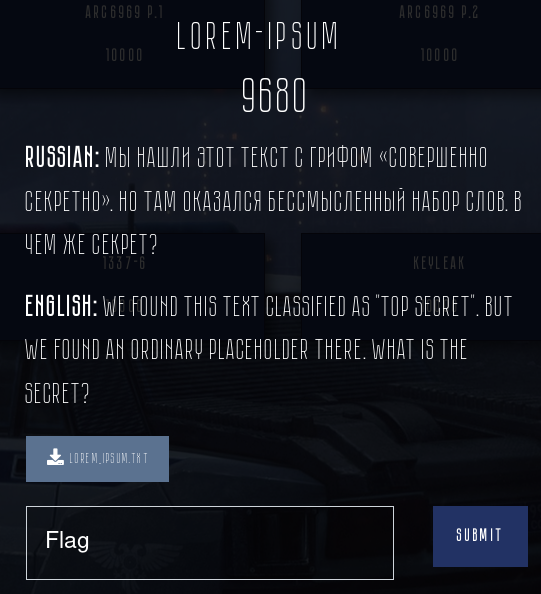 ARC6969 P.1
ARC6969 P.2
LOREM-IPSUM
10000
10000
9680
RUSSIAN: МЫ НАШЛИ ЭТОТ ТЕКСТ С ГРИФОМ «СОВЕРШЕННО
СЕКРЕТНО». НО ТАМ ОКАЗАЛСЯ БЕССМЫСЛЕННЫЙ НАБОР СЛОВ. В
ЧЕМ ЖЕ СЕКРЕТ?
1337-6
KEYLEAK
ENGLISH: WE FOUND THIS TEXT CLASSIFIED AS "TOP SECRET". BUT
WE FOUND AN ORDINARY PLACEHOLDER THERE. WHAT IS THE
SECRET?
LOREM_IPSUM.TXT
Flag
SUBMIT